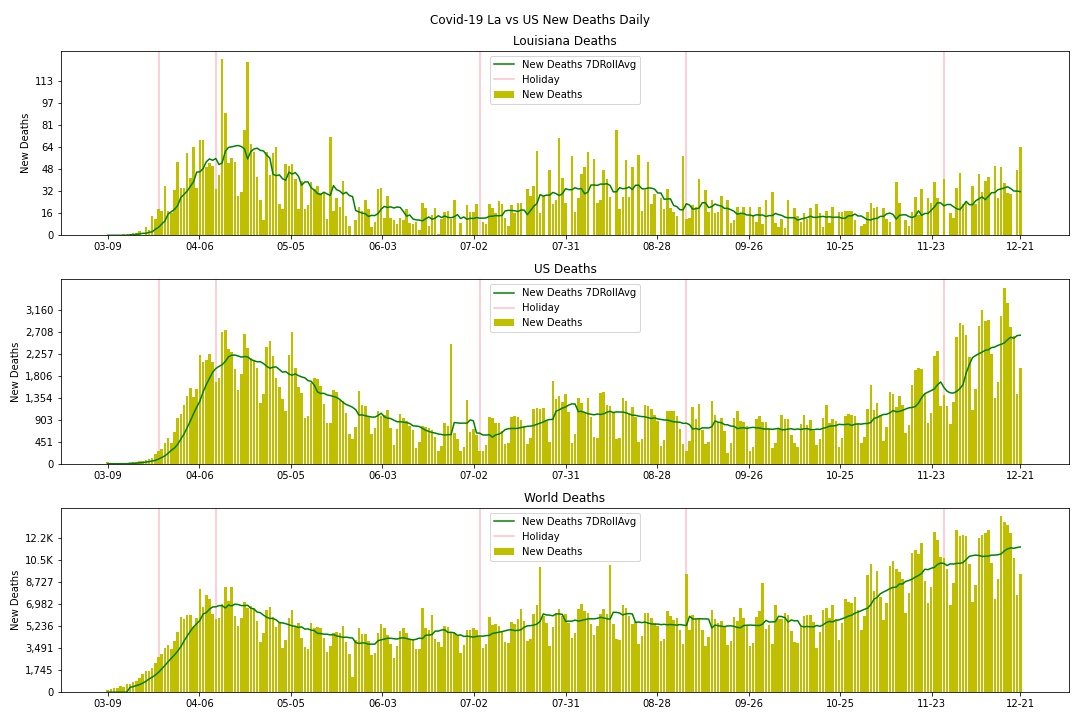 Covid-19 La vs US New Deaths Daily
Louisiana Deaths
New Deaths
113
97
81
64
48
32
16
0
New Deaths 7DRollAvg
Holiday
New Deaths
03-09 04-06 05-05 06-03 07-02 07-31 08-28 09-26 10-25 11-23 12-21
US Deaths
New Deaths
3,160
2,708
2,257
1,806
1,354
903
451
0
New Deaths 7DRollAvg
Holiday
New Deaths
03-09 04-06 05-05 06-03 07-02 07-31 08-28 09-26 10-25 11-23 12-21
World Deaths
New Deaths
12.2K
10.5K
8,727
6,982
5,236
3,491
1,745
0
New Deaths 7DRollAvg
Holiday
New Deaths
03-09 04-06 05-05 06-03 07-02 07-31 08-28 09-26 10-25 11-23 12-21